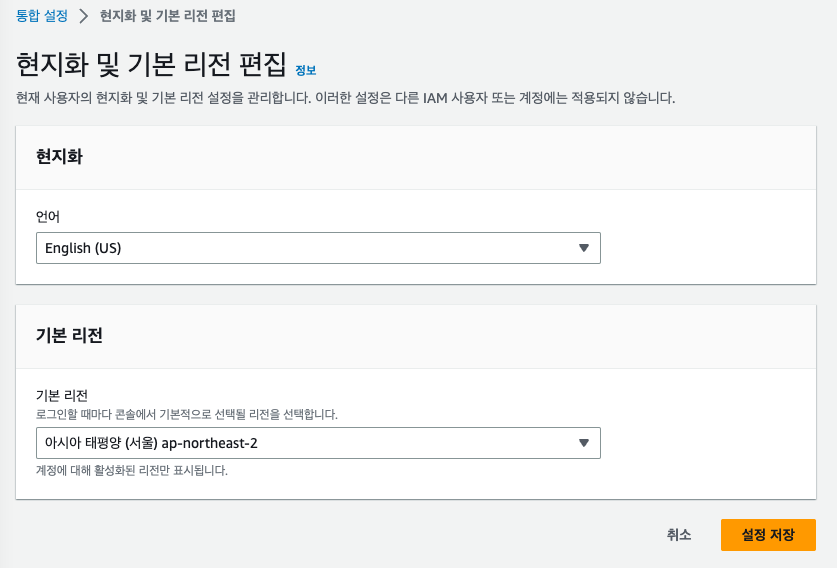 통합 설정 > 현지화 및 기본 리전 편집
현지화 및 기본 리전 편집 정보
현재 사용자의 현지화 및 기본 리전 설정을 관리합니다. 이러한 설정은 다른 IAM 사용자 또는 계정에는 적용되지 않습니다.
현지화
언어
English (US)
기본 리전
기본 리전
로그인할 때마다 콘솔에서 기본적으로 선택될 리전을 선택합니다.
아시아 태평양 (서울) ap-northeast-2
계정에 대해 활성화된 리전만 표시됩니다.
취소 설정 저장